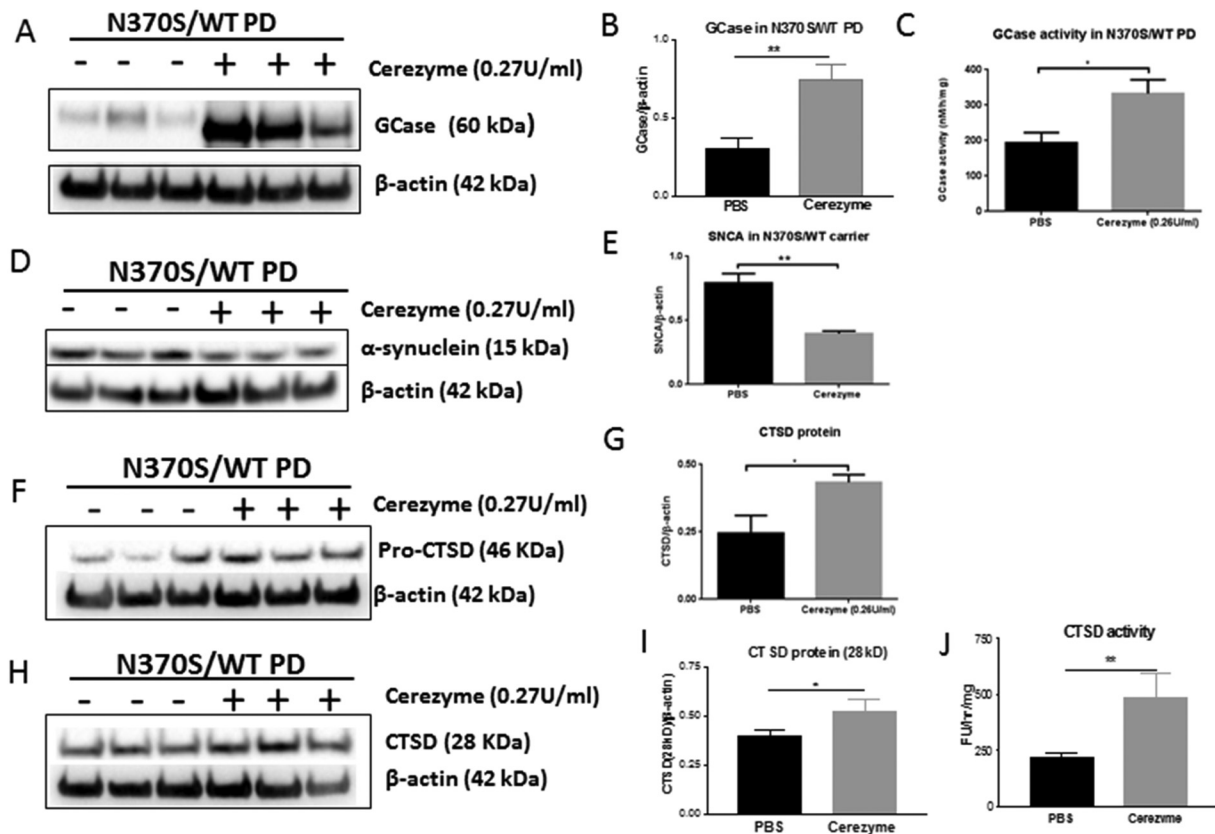 A
N370S/WT PD
- - - + + +
Cerezyme (0.27U/ml)
GCase (60 kDa)
β-actin (42 kDa)
B
GCase in N370S/WT PD
**
GCase/β-actin
1.0
0.5
0.0
PBS
Cerezyme
C
GCase activity in N370S/WT PD
*
GCase activity (nM/h/mg)
400
300
200
100
0
PBS
Cerezyme (0.26U/ml)
D
N370S/WT PD
- - - + + +
Cerezyme (0.27U/ml)
α-synuclein (15 kDa)
β-actin (42 kDa)
E
SNCA in N370S/WT carrier
**
SNCA/β-actin
1.0
0.5
0.0
PBS
Cerezyme
F
N370S/WT PD
- - - + + +
Cerezyme (0.27U/ml)
Pro-CTSD (46 KDa)
β-actin (42 kDa)
G
CTSD protein
*
CTSD/β-actin
0.50
0.25
0.00
PBS
Cerezyme (0.26U/ml)
H
N370S/WT PD
- - - + + +
Cerezyme (0.27U/ml)
CTSD (28 KDa)
β-actin (42 kDa)
I
CTSD protein (28kD)
*
CTSD(28kD)/β-actin)
0.75
0.50
0.25
0.00
PBS
Cerezyme
J
CTSD activity
**
FU/hr/mg
750
500
250
0
PBS
Cerezyme